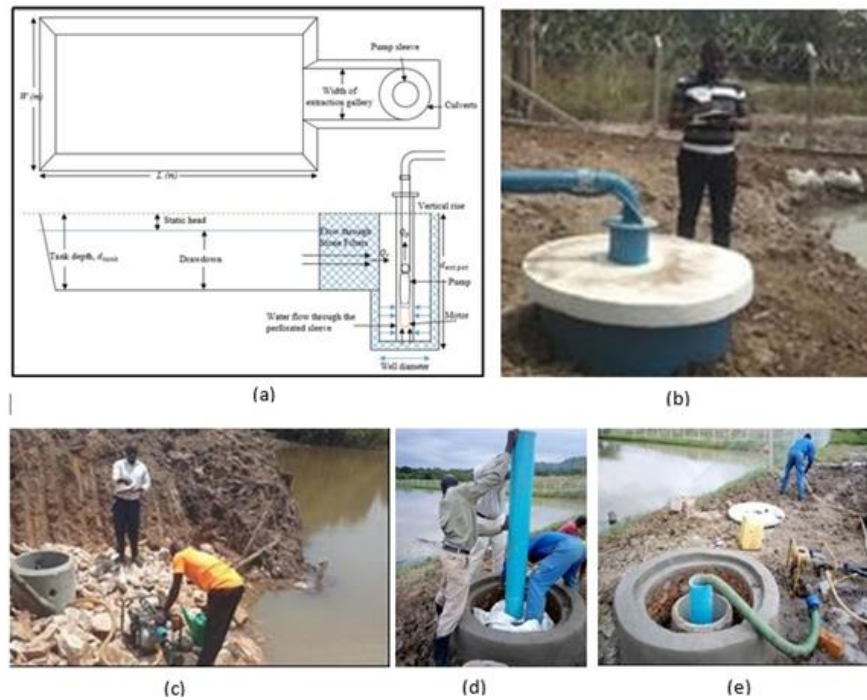 Pump sleeve
Width of
extraction gallery
Culverts
W (m)
L (m)
Vertical rise
Static head
Flow through
Stone Filters
Tank depth, d
Drawdown
Pump
Water flow through the
perforated sleeve
Motor
Well diameter
(a)
(b)
(c)
(d)
(e)